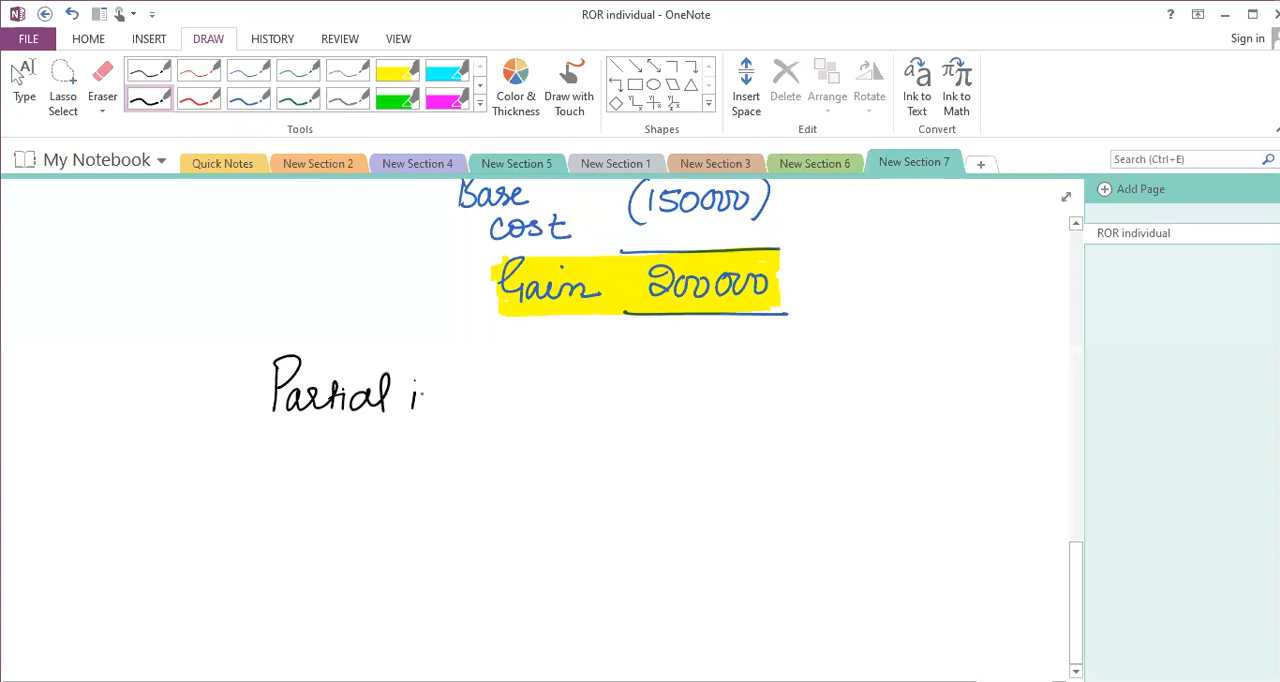 ROR individual - OneNote
? Sign in
FILE HOME INSERT DRAW HISTORY REVIEW VIEW
Type Lasso Select Eraser Color & Thickness Draw with Touch Insert Space Delete Arrange Rotate Ink to Text Ink to Math
Tools Shapes Edit Convert
My Notebook Quick Notes New Section 2 New Section 4 New Section 5 New Section 1 New Section 3 New Section 6 New Section 7 Search (Ctrl+E)
Add Page
ROR individual
Base (150000)
cost
Gain 200000
Partial i